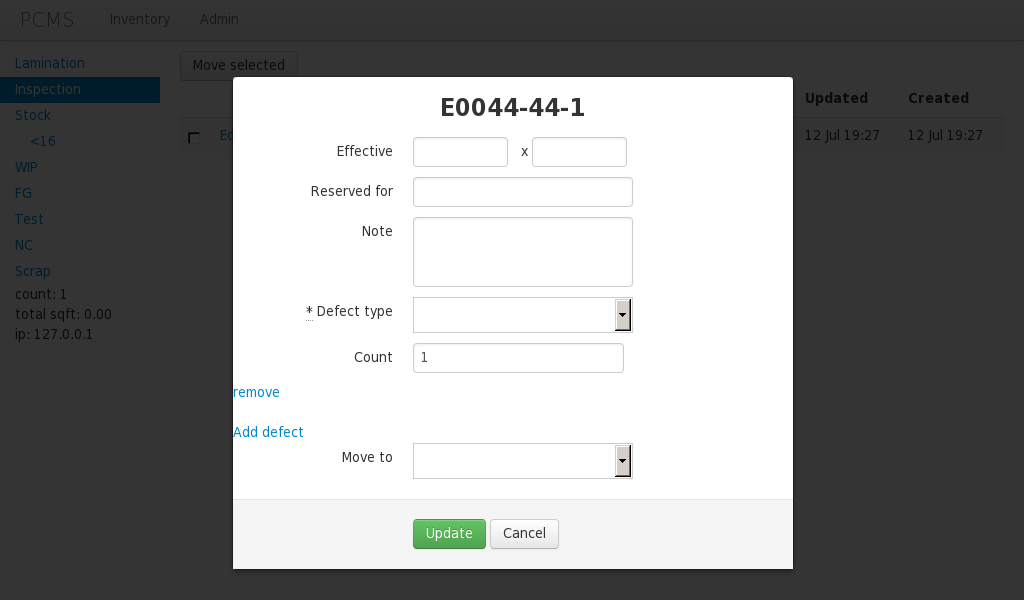 PCMS Inventory Admin
Lamination
Inspection
Stock
<16
WIP
FG
Test
NC
Scrap
count: 1
total sqft: 0.00
ip: 127.0.0.1
Move selected
Updated Created
12 Jul 19:27 12 Jul 19:27
E0044-44-1
Effective x
Reserved for
Note
* Defect type
Count 1
remove
Add defect
Move to
Update Cancel